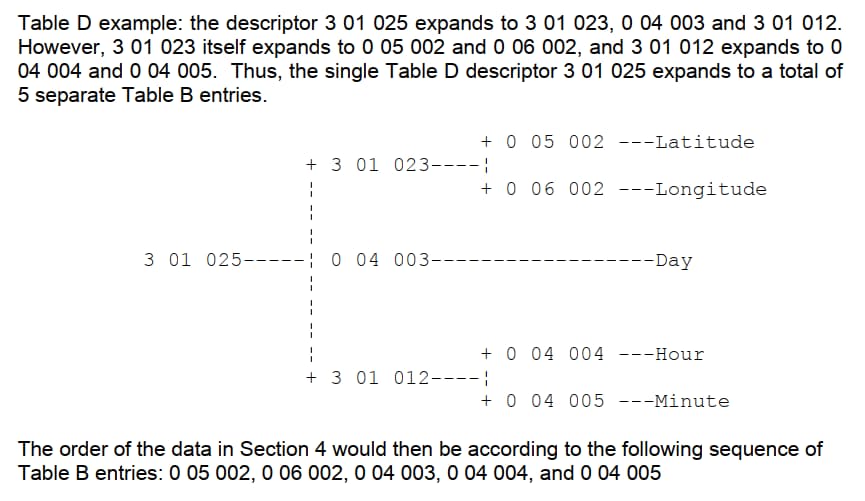 Table D example: the descriptor 3 01 025 expands to 3 01 023, 0 04 003 and 3 01 012.
However, 3 01 023 itself expands to 0 05 002 and 0 06 002, and 3 01 012 expands to 0
04 004 and 0 04 005.  Thus, the single Table D descriptor 3 01 025 expands to a total of
5 separate Table B entries.
+ 0 05 002 ---Latitude
+ 3 01 023----¦
+ 0 06 002 ---Longitude
3 01 025-----¦ 0 04 003------------------Day
+ 0 04 004 ---Hour
+ 3 01 012----¦
+ 0 04 005 ---Minute
The order of the data in Section 4 would then be according to the following sequence of
Table B entries: 0 05 002, 0 06 002, 0 04 003, 0 04 004, and 0 04 005